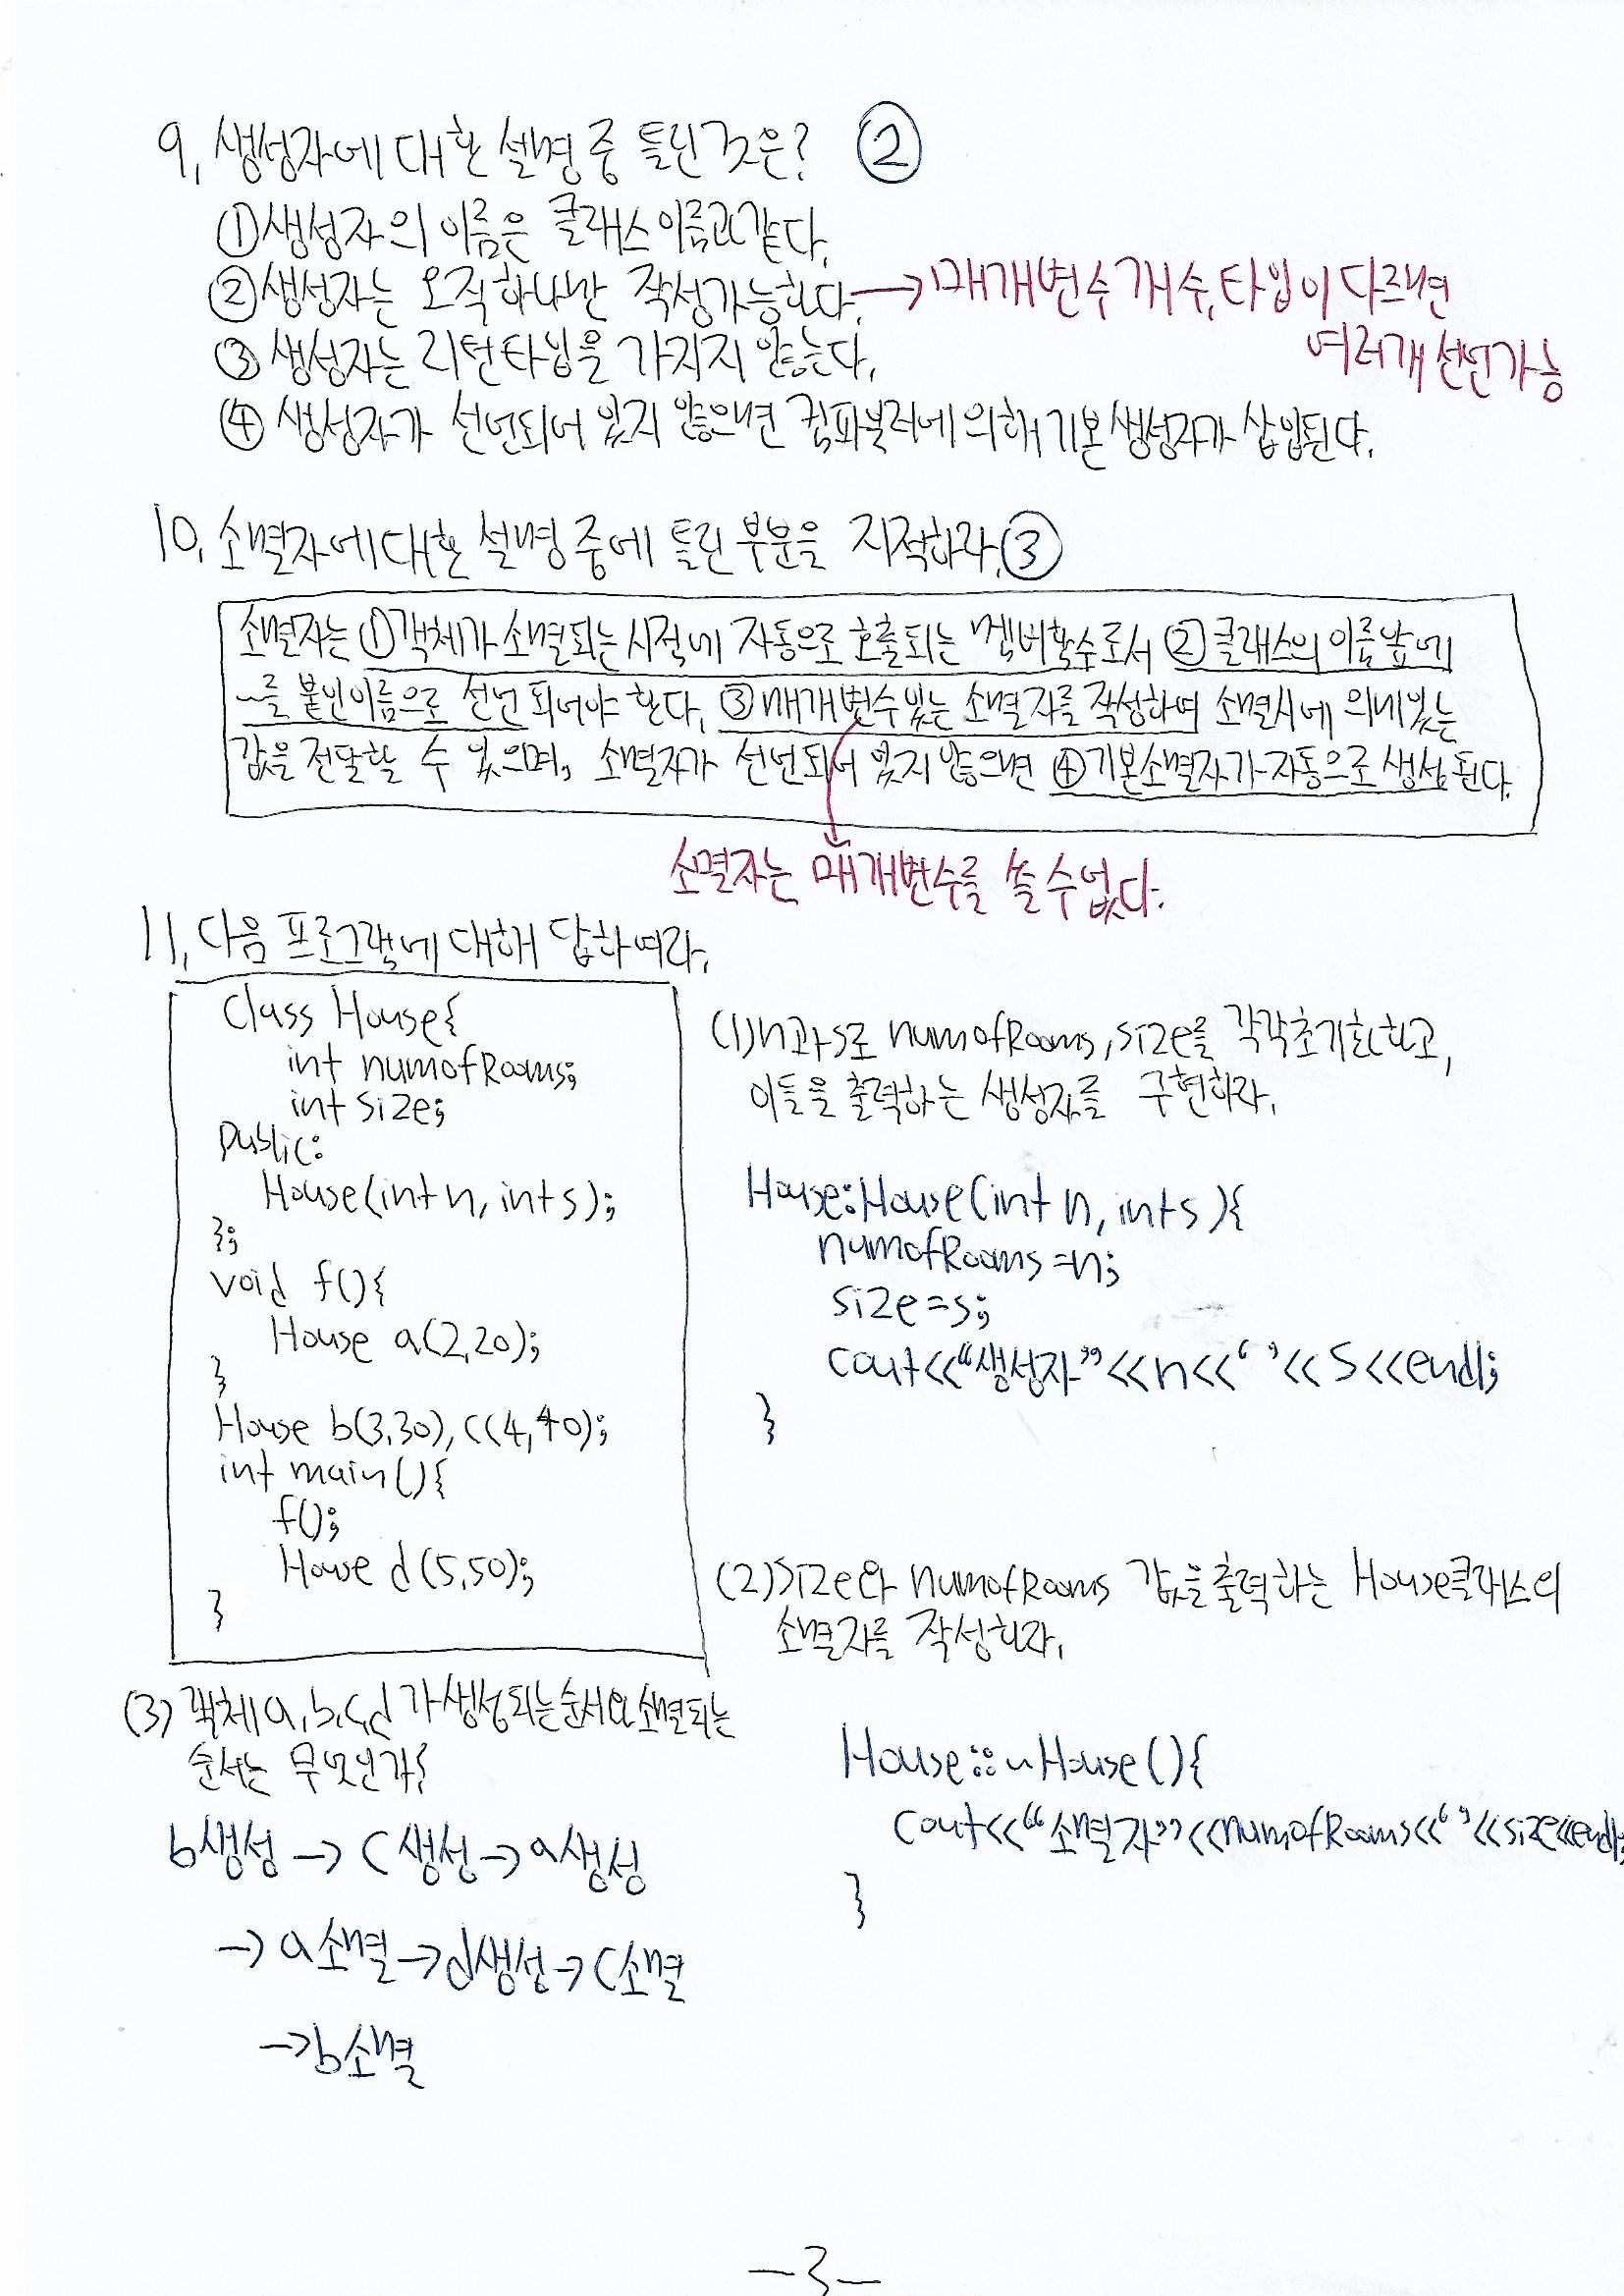 9. 생성자에 대한 설명 중 틀린 것은? ②
① 생성자의 이름은 클래스 이름과 같다.
② 생성자는 오직 하나만 작성가능하다. → 매개변수 개수, 타입이 다르면
여러개 선언가능
③ 생성자는 리턴타입을 가지지 않는다.
④ 생성자가 선언되어 있지 않으면 컴파일러에 의해 기본 생성자가 삽입된다.
10. 소멸자에 대한 설명 중에 틀린 부분을 지적하라. ③
소멸자는 ①객체가 소멸되는 시점에 자동으로 호출되는 멤버함수로서 ②클래스의 이름 앞에
~를 붙인 이름으로 선언되어야 한다. ③매개변수 있는 소멸자를 작성하여 소멸시에 의미있는
값을 전달할 수 있으며, 소멸자가 선언되어 있지 않으면 ④기본소멸자가 자동으로 생성된다.
소멸자는 매개변수를 쓸 수 없다.
11. 다음 프로그램에 대해 답하여라.
class House{
int numofRooms;
int size;
public:
House(int n, int s);
};
void f(){
House a(2,20);
}
House b(3,30), c(4,40);
int main(){
f();
House d(5,50);
}
(1) n과 s로 numofRooms, size를 각각 초기화하고,
이들을 출력하는 생성자를 구현하라.
House::House(int n, int s){
numofRooms=n;
size=s;
cout<<"생성자"<<n<<' '<<s<<endl;
}
(2) size와 numofRooms 값을 출력하는 House클래스의
소멸자를 작성하라.
House::~House(){
cout<<"소멸자"<<numofRooms<<' '<<size<<endl;
}
(3) 객체 a,b,c,d 가 생성되는 순서와 소멸되는
순서는 무엇인가?
b생성 → c생성 → a생성
→ a소멸 → d생성 → c소멸
→ b소멸
-3-